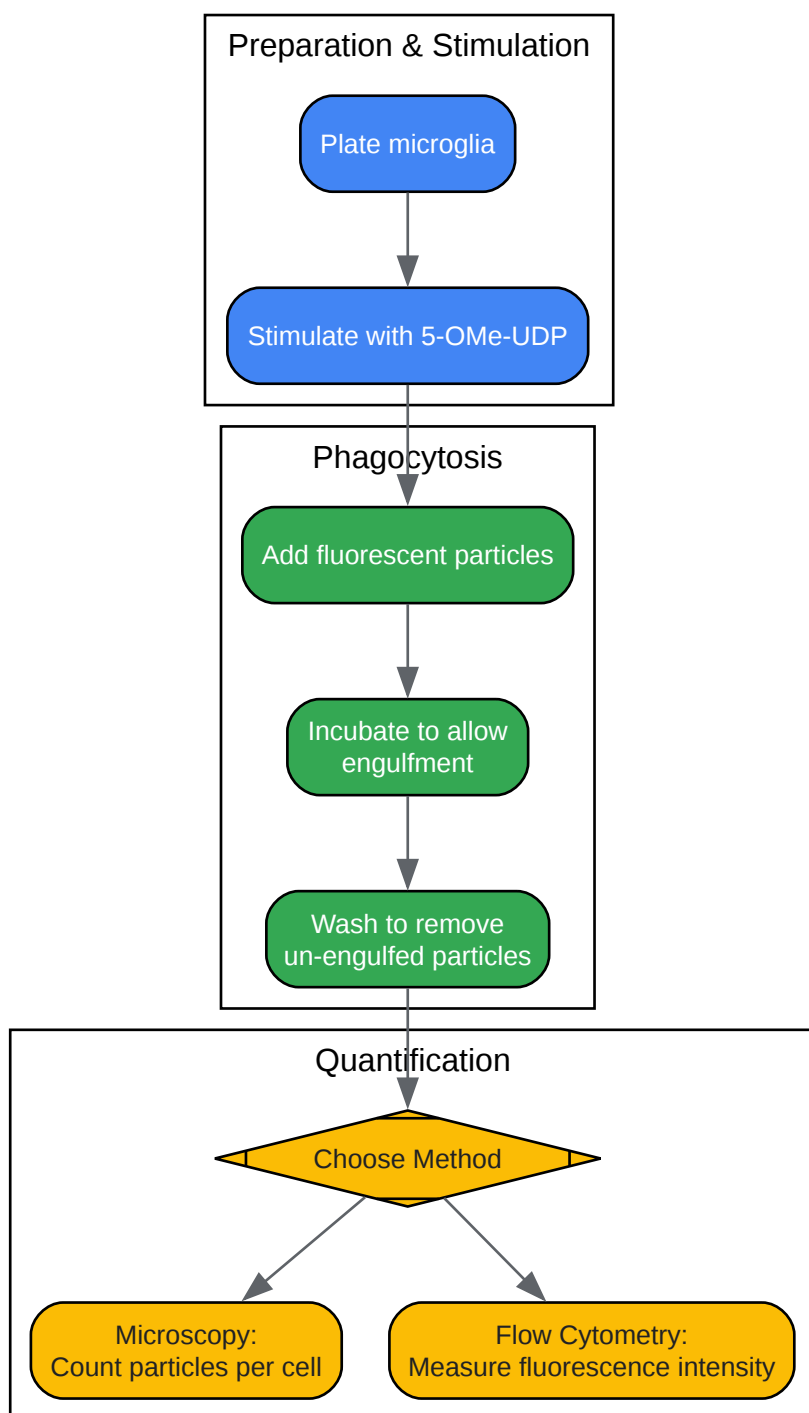 Preparation & Stimulation
Plate microglia
Stimulate with 5-OMe-UDP
Phagocytosis
Add fluorescent particles
Incubate to allow
engulfment
Wash to remove
un-engulfed particles
Quantification
Choose Method
Microscopy:
Count particles per cell
Flow Cytometry:
Measure fluorescence intensity